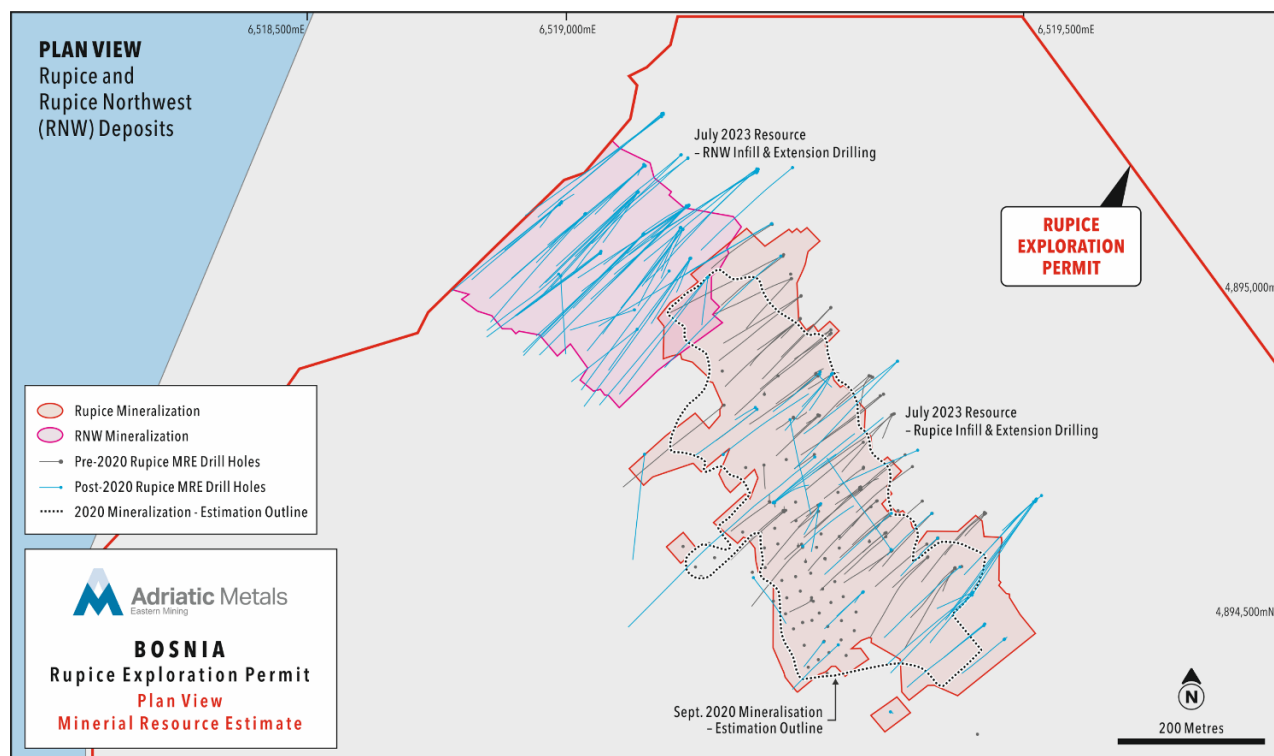 6,518,500mE
6,519,000mE
6,519,500mE
PLAN VIEW
Rupice and
Rupice Northwest
(RNW) Deposits
July 2023 Resource
– RNW Infill & Extension Drilling
RUPICE
EXPLORATION
PERMIT
4,895,000m
Rupice Mineralization
RNW Mineralization
Pre-2020 Rupice MRE Drill Holes
Post-2020 Rupice MRE Drill Holes
2020 Mineralization - Estimation Outline
July 2023 Resource
– Rupice Infill & Extension Drilling
Adriatic Metals
Eastern Mining
BOSNIA
Rupice Exploration Permit
Plan View
Minerial Resource Estimate
4,894,500mN
Sept. 2020 Mineralisation
– Estimation Outline
N
200 Metres